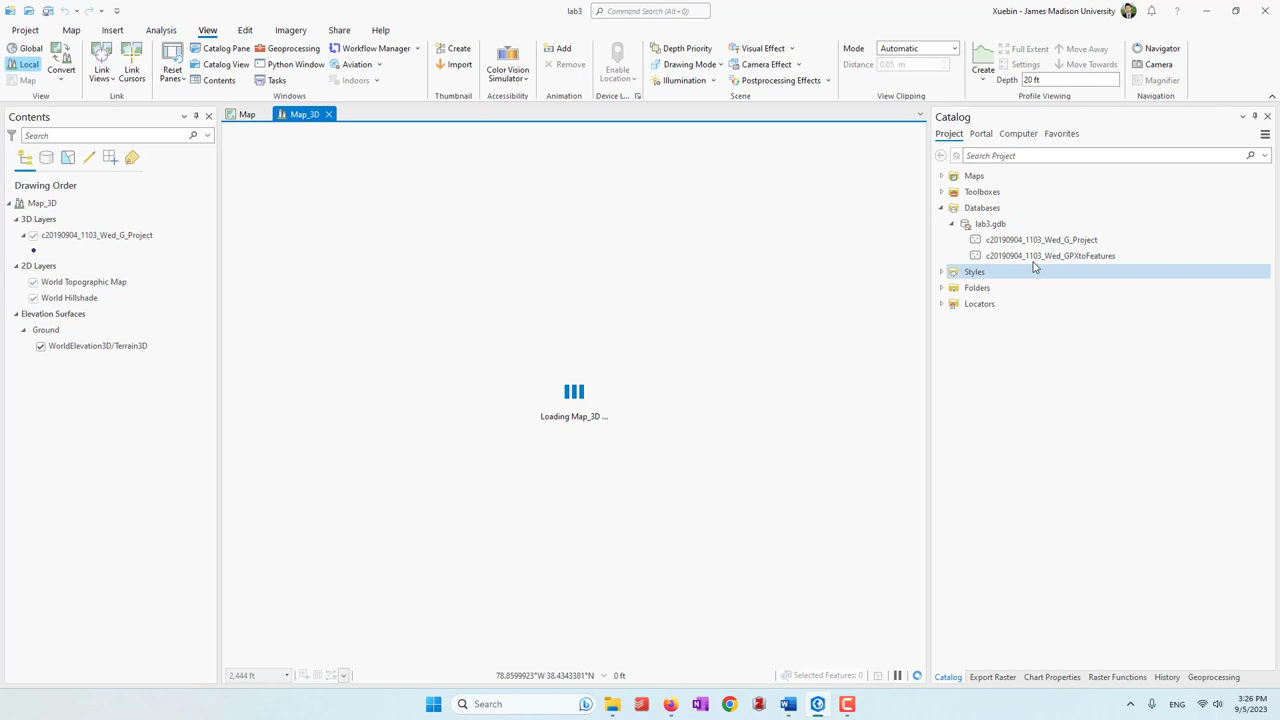 lab3
Command Search (Alt+Q)
Xuebin - James Madison University
Project Map Insert Analysis View Edit Imagery Share Help
Global
Local
Map
Convert
View
Link Views
Link Cursors
Link
Reset Panes
Catalog Pane
Catalog View
Contents
Geoprocessing
Python Window
Tasks
Workflow Manager
Aviation
Indoors
Windows
Create
Import
Thumbnail
Color Vision Simulator
Accessibility
Add
Remove
Animation
Enable Location
Device L...
Depth Priority
Drawing Mode
Illumination
Visual Effect
Camera Effect
Postprocessing Effects
Scene
Mode Automatic
Distance 0.05 m
View Clipping
Create
Full Extent
Settings
Move Away
Move Towards
Depth 20 ft
Profile Viewing
Navigator
Camera
Magnifier
Navigation
Contents
Search
Drawing Order
Map_3D
3D Layers
c20190904_1103_Wed_G_Project
2D Layers
World Topographic Map
World Hillshade
Elevation Surfaces
Ground
WorldElevation3D/Terrain3D
Map Map_3D
Loading Map_3D ...
2,444 ft
78.8599923°W 38.4343381°N 0 ft
Selected Features: 0
Catalog
Project Portal Computer Favorites
Search Project
Maps
Toolboxes
Databases
lab3.gdb
c20190904_1103_Wed_G_Project
c20190904_1103_Wed_GPXtoFeatures
Styles
Folders
Locators
Catalog Export Raster Chart Properties Raster Functions History Geoprocessing
Search
ENG
3:26 PM
9/5/2023